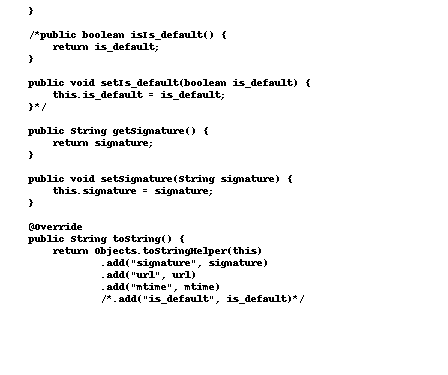 }
/*public boolean isIs_default() {
return is_default;
}
public void setIs_default(boolean is_default) {
this.is_default = is_default;
}*/
public String getSignature() {
return signature;
}
public void setSignature(String signature) {
this.signature = signature;
}
@Override
public String toString() {
return Objects.toStringHelper(this)
.add("signature", signature)
.add("url", url)
.add("mtime", mtime)
/*.add("is_default", is_default)*/